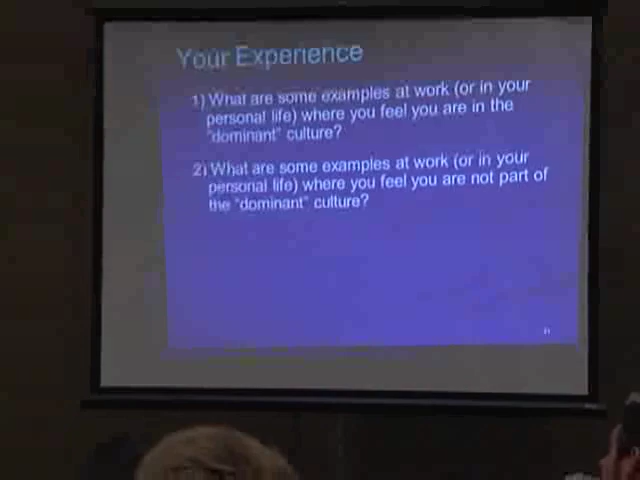 Your Experience
1) What are some examples at work (or in your
personal life) where you feel you are in the
"dominant" culture?
2) What are some examples at work (or in your
personal life) where you feel you are not part of
the "dominant" culture?